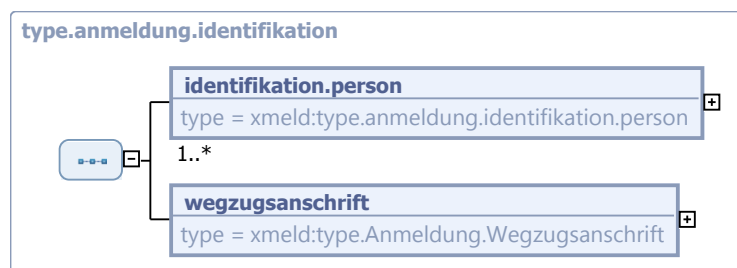 type.anmeldung.identifikation
identifikation.person
type = xmeld:type.anmeldung.identifikation.person
1..*
wegzugsanschrift
type = xmeld:type.Anmeldung.Wegzugsanschrift